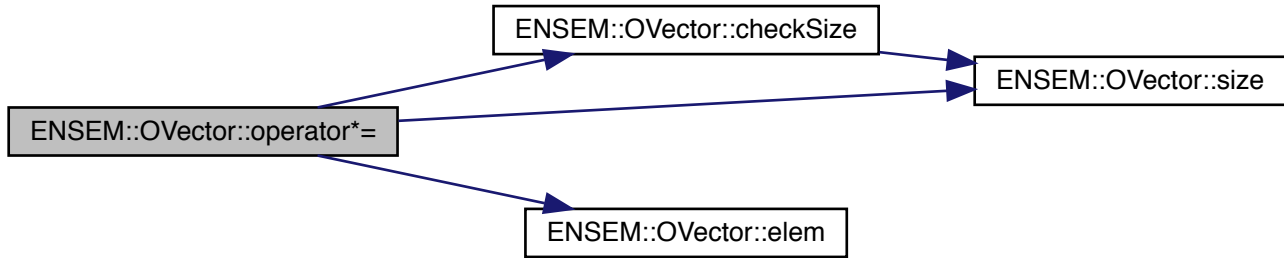 ENSEM::OVector::checkSize
ENSEM::OVector::size
ENSEM::OVector::operator*=
ENSEM::OVector::elem